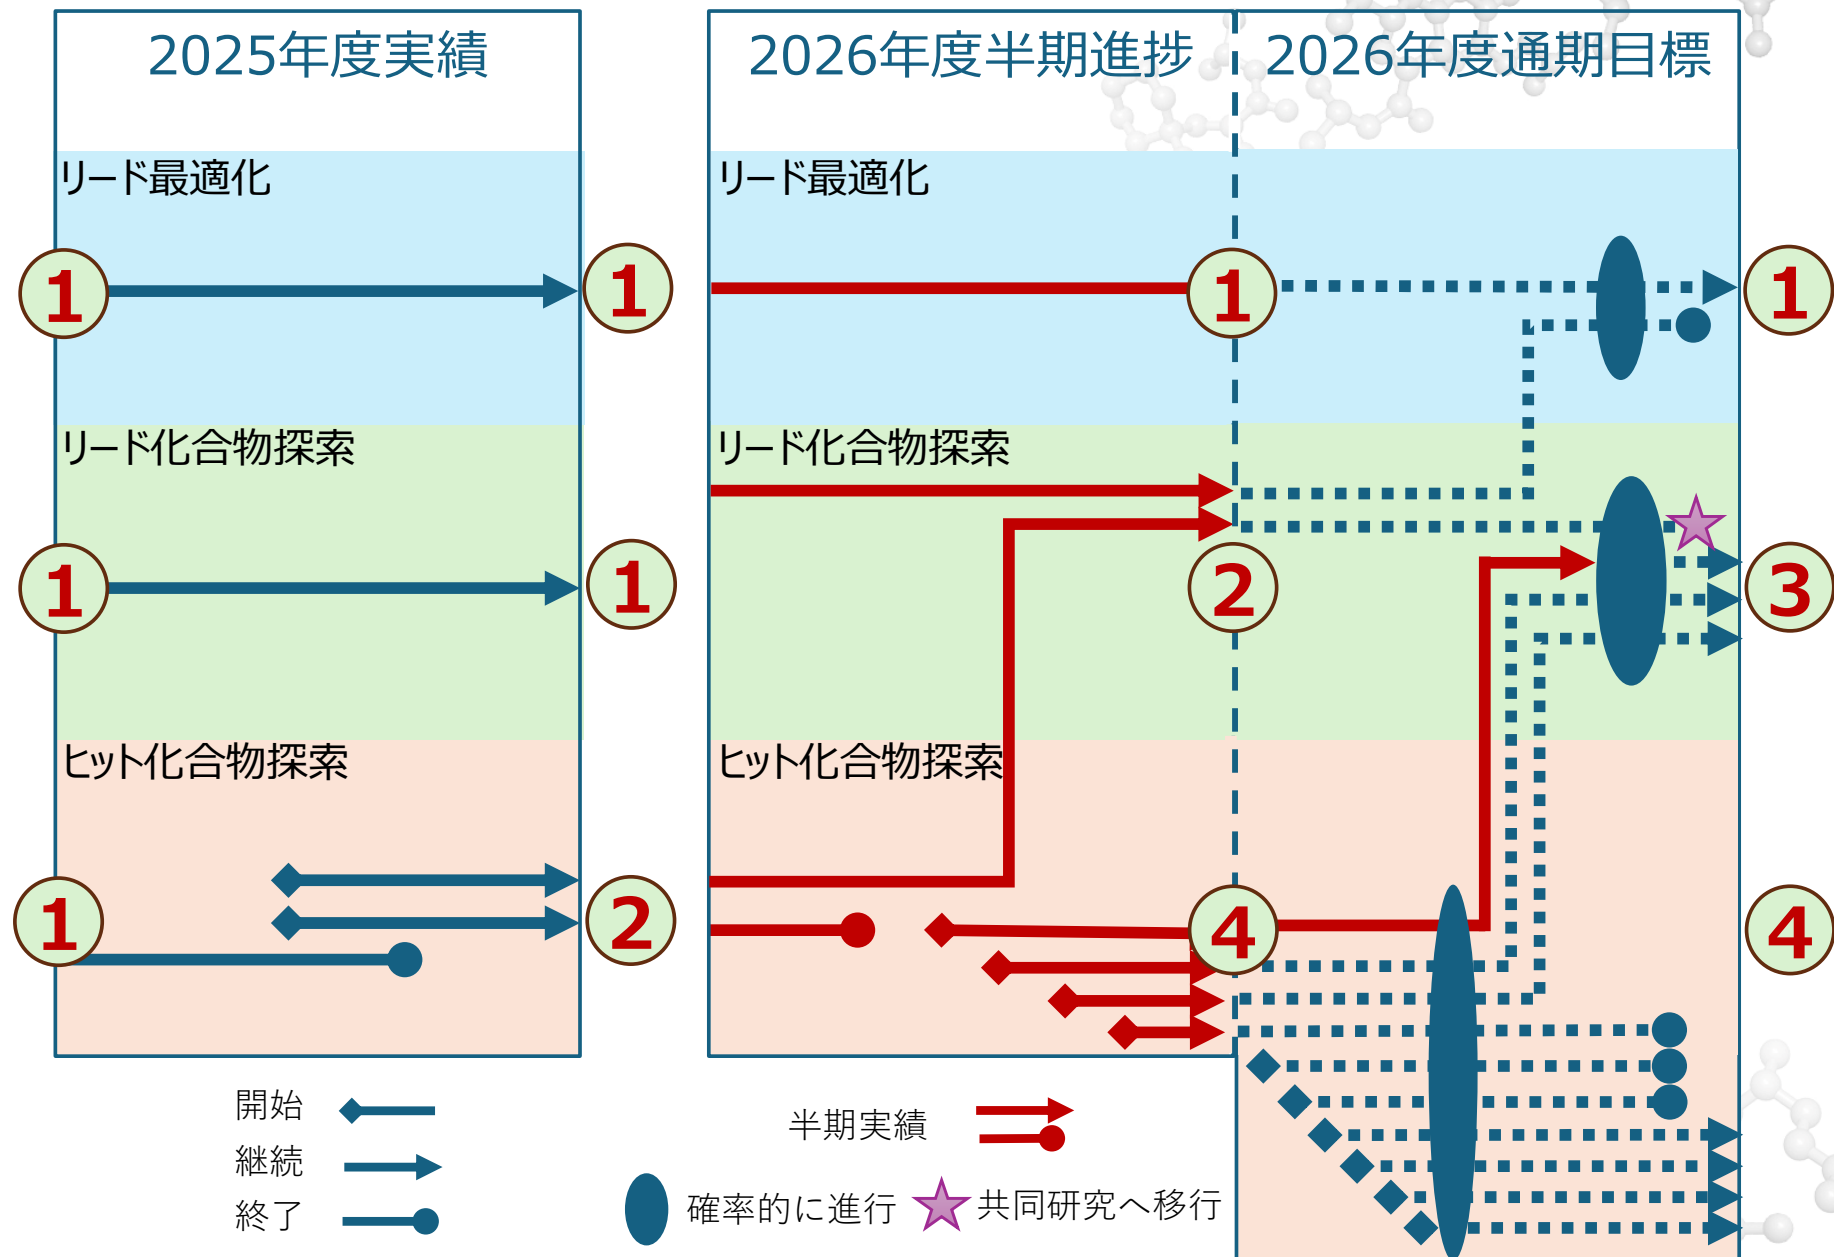 2025年度実績
2026年度半期進捗
2026年度通期目標
リード最適化
リード最適化
1
1
1
1
リード化合物探索
リード化合物探索
1
1
2
3
ヒット化合物探索
ヒット化合物探索
1
2
4
4
開始
継続
終了
半期実績
確率的に進行
共同研究へ移行